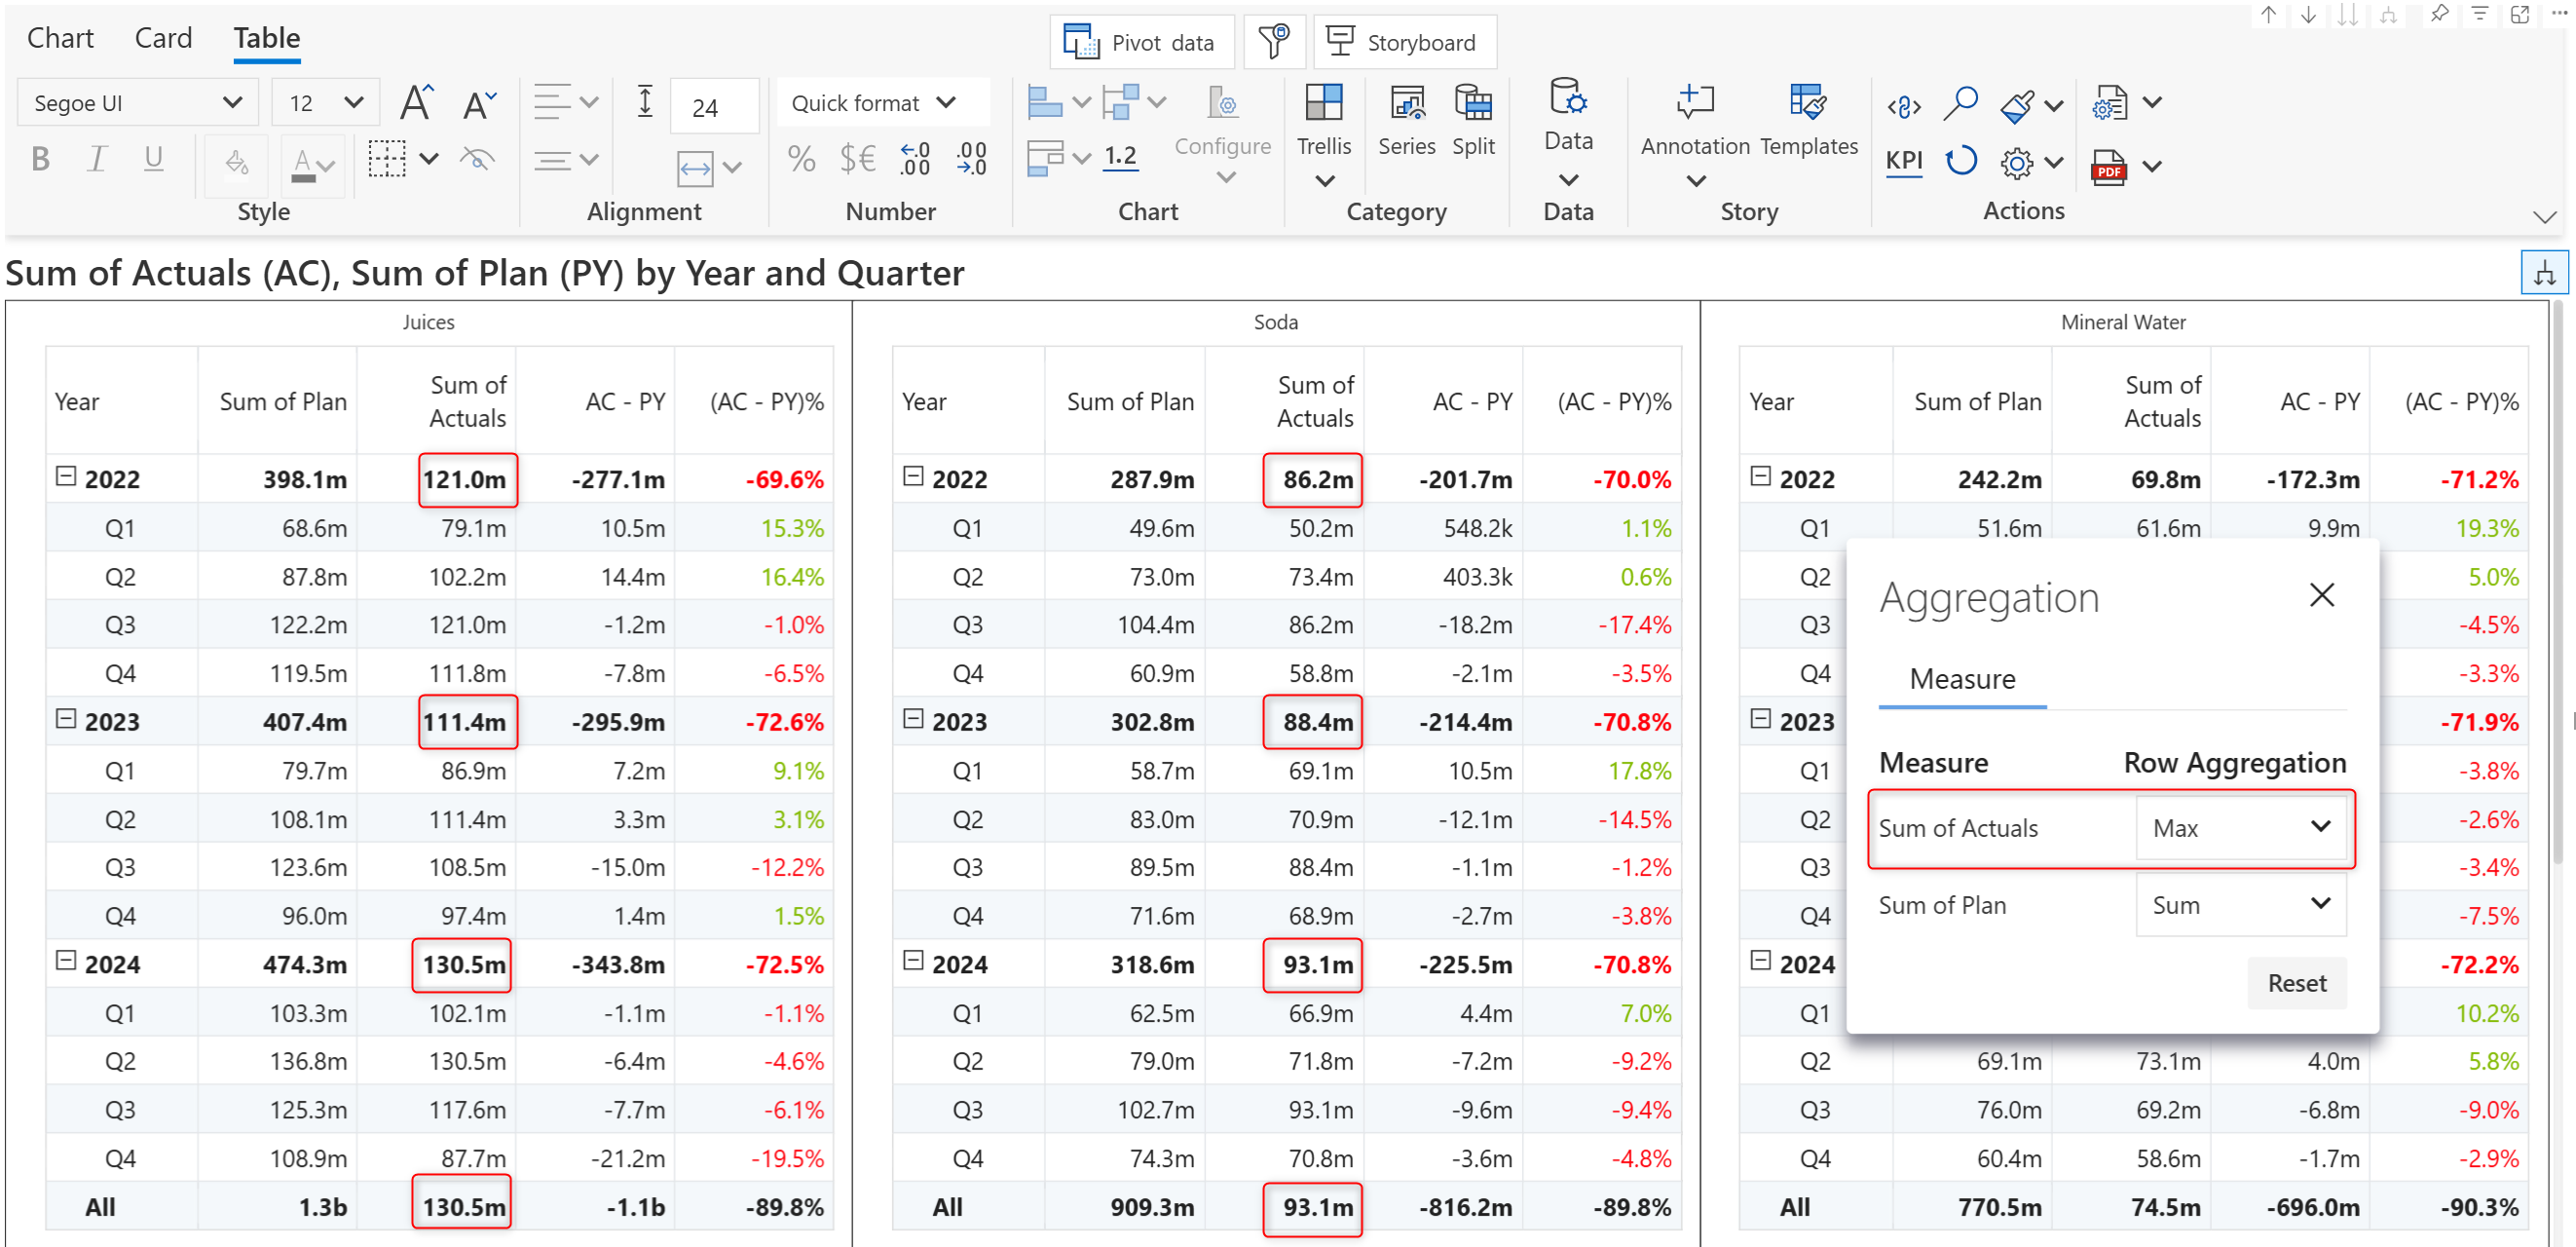 Chart Card Table
Pivot data Storyboard
Segoe UI 12 A A 24 Quick format Configure Trellis Series Split Data Annotation Templates
B I U A % $€ .0 .00 .00 .0 1.2 KPI PDF
Style Alignment Number Chart Category Data Story Actions
Sum of Actuals (AC), Sum of Plan (PY) by Year and Quarter
Juices Soda Mineral Water
Year Sum of Plan Sum of Actuals AC - PY (AC - PY)% Year Sum of Plan Sum of Actuals AC - PY (AC - PY)% Year Sum of Plan Sum of Actuals AC - PY (AC - PY)%
2022 398.1m 121.0m -277.1m -69.6% 2022 287.9m 86.2m -201.7m -70.0% 2022 242.2m 69.8m -172.3m -71.2%
Q1 68.6m 79.1m 10.5m 15.3% Q1 49.6m 50.2m 548.2k 1.1% Q1 51.6m 61.6m 9.9m 19.3%
Q2 87.8m 102.2m 14.4m 16.4% Q2 73.0m 73.4m 403.3k 0.6% Q2 5.0%
Q3 122.2m 121.0m -1.2m -1.0% Q3 104.4m 86.2m -18.2m -17.4% Q3 -4.5%
Q4 119.5m 111.8m -7.8m -6.5% Q4 60.9m 58.8m -2.1m -3.5% Q4 -3.3%
2023 407.4m 111.4m -295.9m -72.6% 2023 302.8m 88.4m -214.4m -70.8% 2023 -71.9%
Q1 79.7m 86.9m 7.2m 9.1% Q1 58.7m 69.1m 10.5m 17.8% Q1 -3.8%
Q2 108.1m 111.4m 3.3m 3.1% Q2 83.0m 70.9m -12.1m -14.5% Q2 -2.6%
Q3 123.6m 108.5m -15.0m -12.2% Q3 89.5m 88.4m -1.1m -1.2% Q3 -3.4%
Q4 96.0m 97.4m 1.4m 1.5% Q4 71.6m 68.9m -2.7m -3.8% Q4 -7.5%
2024 474.3m 130.5m -343.8m -72.5% 2024 318.6m 93.1m -225.5m -70.8% 2024 -72.2%
Q1 103.3m 102.1m -1.1m -1.1% Q1 62.5m 66.9m 4.4m 7.0% Q1 10.2%
Q2 136.8m 130.5m -6.4m -4.6% Q2 79.0m 71.8m -7.2m -9.2% Q2 69.1m 73.1m 4.0m 5.8%
Q3 125.3m 117.6m -7.7m -6.1% Q3 102.7m 93.1m -9.6m -9.4% Q3 76.0m 69.2m -6.8m -9.0%
Q4 108.9m 87.7m -21.2m -19.5% Q4 74.3m 70.8m -3.6m -4.8% Q4 60.4m 58.6m -1.7m -2.9%
All 1.3b 130.5m -1.1b -89.8% All 909.3m 93.1m -816.2m -89.8% All 770.5m 74.5m -696.0m -90.3%
Aggregation
Measure
Measure Row Aggregation
Sum of Actuals Max
Sum of Plan Sum
Reset